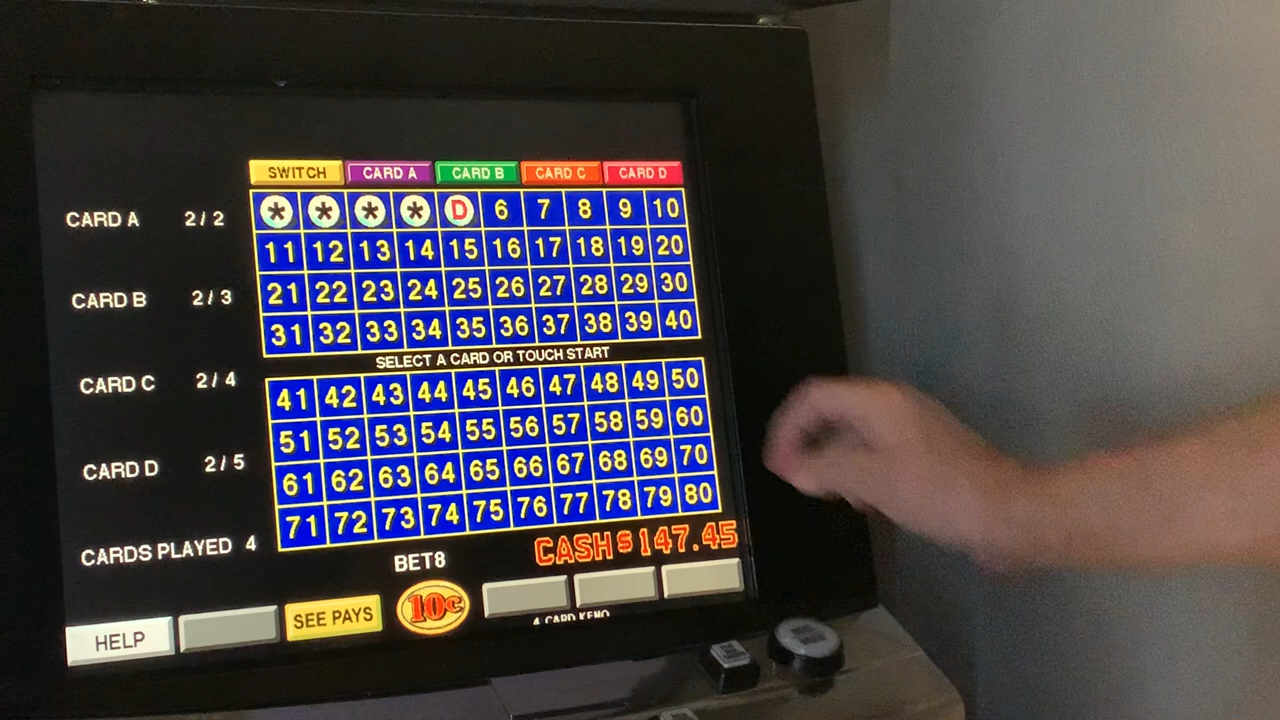 SWITCH CARD A CARD B CARD C CARD D
CARD A 2/2
* * * * D 6 7 8 9 10
11 12 13 14 15 16 17 18 19 20
CARD B 2/3
21 22 23 24 25 26 27 28 29 30
31 32 33 34 35 36 37 38 39 40
SELECT A CARD OR TOUCH START
CARD C 2/4
41 42 43 44 45 46 47 48 49 50
51 52 53 54 55 56 57 58 59 60
CARD D 2/5
61 62 63 64 65 66 67 68 69 70
71 72 73 74 75 76 77 78 79 80
CARDS PLAYED 4
BET8
CASH$147.45
HELP
SEE PAYS
10¢
4 CARD KENO